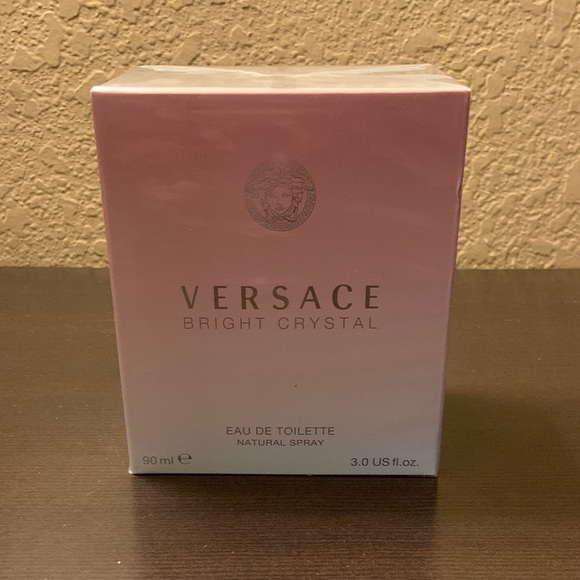 VERSACE
BRIGHT CRYSTAL
EAU DE TOILETTE
NATURAL SPRAY
90 ml ℮ 3.0 US fl.oz.